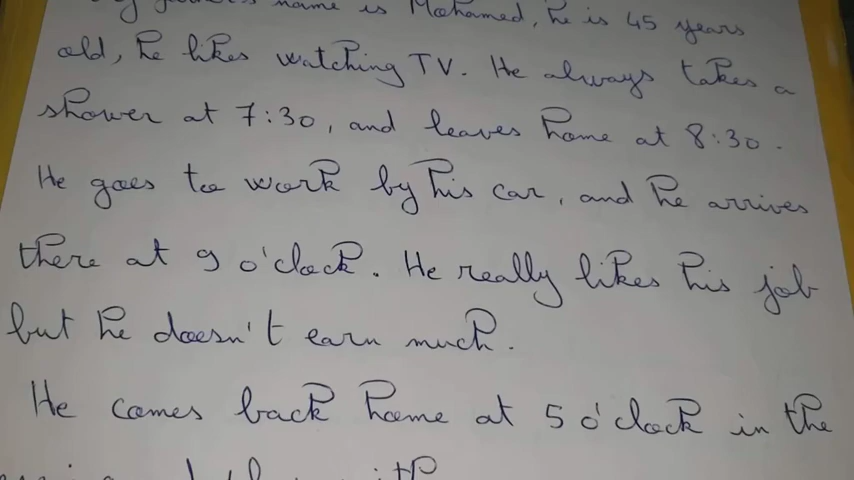 name is Mohamed, he is 45 years
old, he likes watching TV. He always takes a
shower at 7:30, and leaves home at 8:30.
He goes to work by his car, and he arrives
there at 9 o'clock. He really likes his job
but he doesn't earn much.
He comes back home at 5 o'clock in the